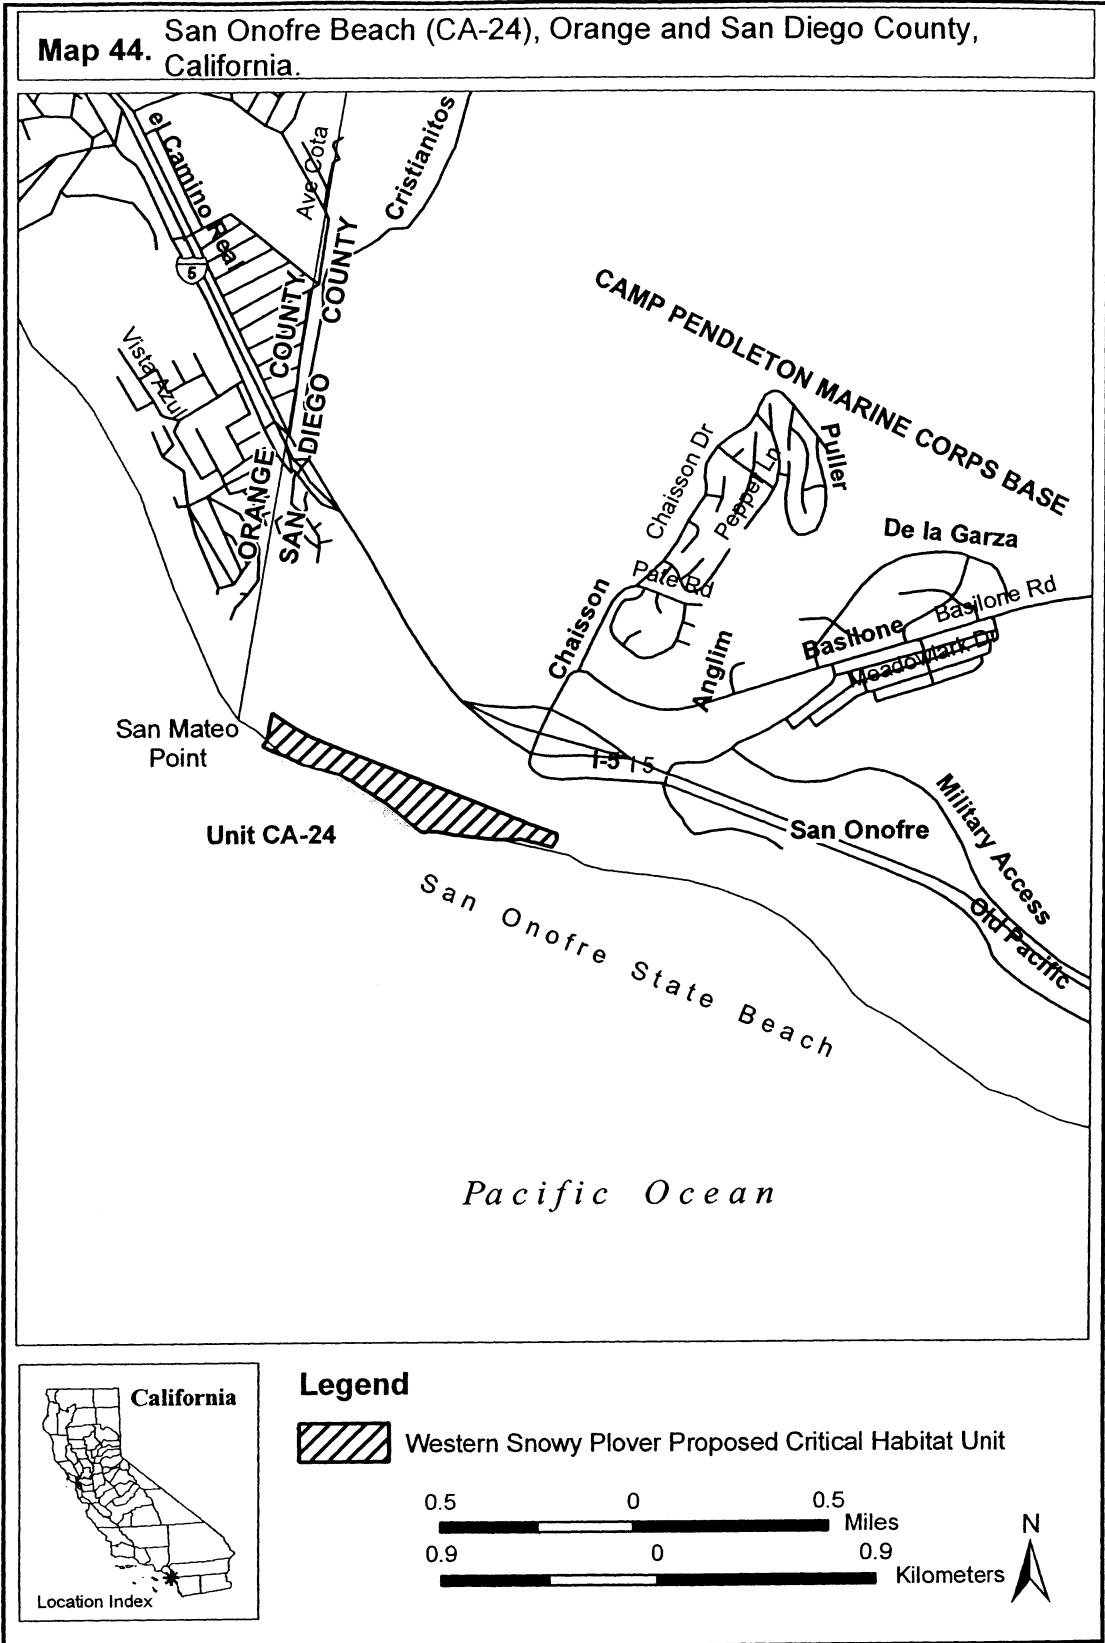 Map 44.
San Onofre Beach (CA-24), Orange and San Diego County,
California.
el Camino Real
Ave Cota
Cristianitos
5
ORANGE COUNTY
SAN DIEGO COUNTY
Vista Azul
CAMP PENDLETON MARINE CORPS BASE
Chaisson Dr
Pepper Ln
Puller
De la Garza
Pate Rd
Basilone Rd
Chaisson
Basilone
Meadowlark Dr
Anglim
San Mateo
Point
I-5
I 5
Military Access
San Onofre
Unit CA-24
Old Pacific
San Onofre State Beach
Pacific Ocean
California
Location Index
Legend
Western Snowy Plover Proposed Critical Habitat Unit
0.5 0 0.5
Miles
0.9 0 0.9
Kilometers
N